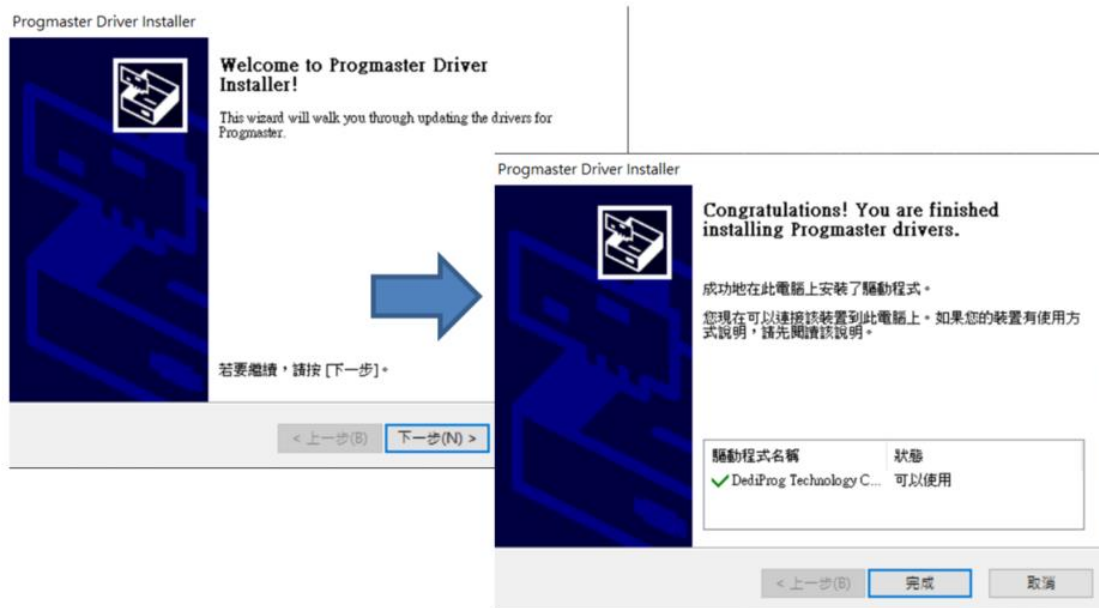 Progmaster Driver Installer
Welcome to Progmaster Driver
Installer!
This wizard will walk you through updating the drivers for
Progmaster.
若要繼續，請按 [下一步]。
< 上一步(B)
下一步(N) >
Progmaster Driver Installer
Congratulations! You are finished
installing Progmaster drivers.
成功地在此電腦上安裝了驅動程式。
您現在可以連接該裝置到此電腦上。如果您的裝置有使用方
式說明，請先閱讀該說明。
驅動程式名稱 狀態
DediProg Technology C... 可以使用
< 上一步(B)
完成
取消